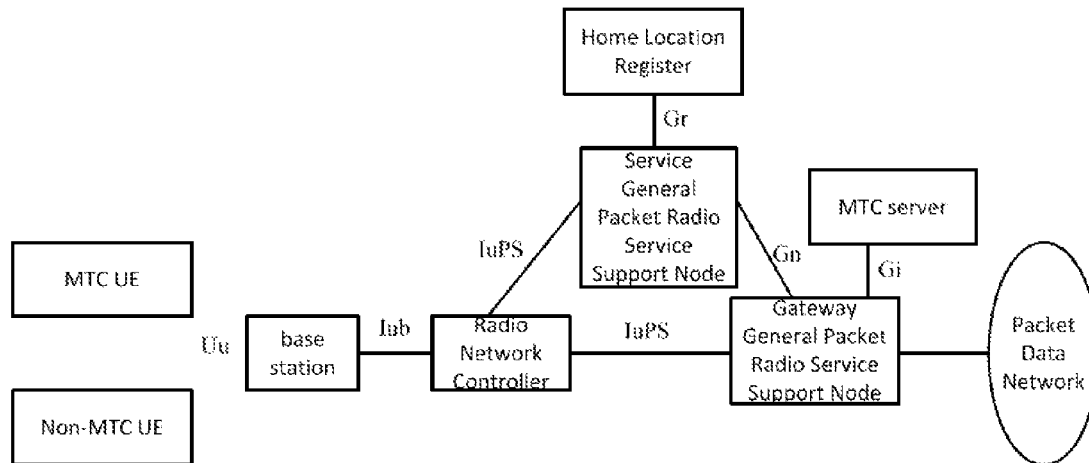 Home Location
Register
Gr
Service
General
Packet Radio
Service
Support Node
MTC server
IuPS
Gn
Gi
MTC UE
Uu
base
station
Iub
Radio
Network
Controller
IuPS
Gateway
General Packet
Radio Service
Support Node
Packet
Data
Network
Non-MTC UE